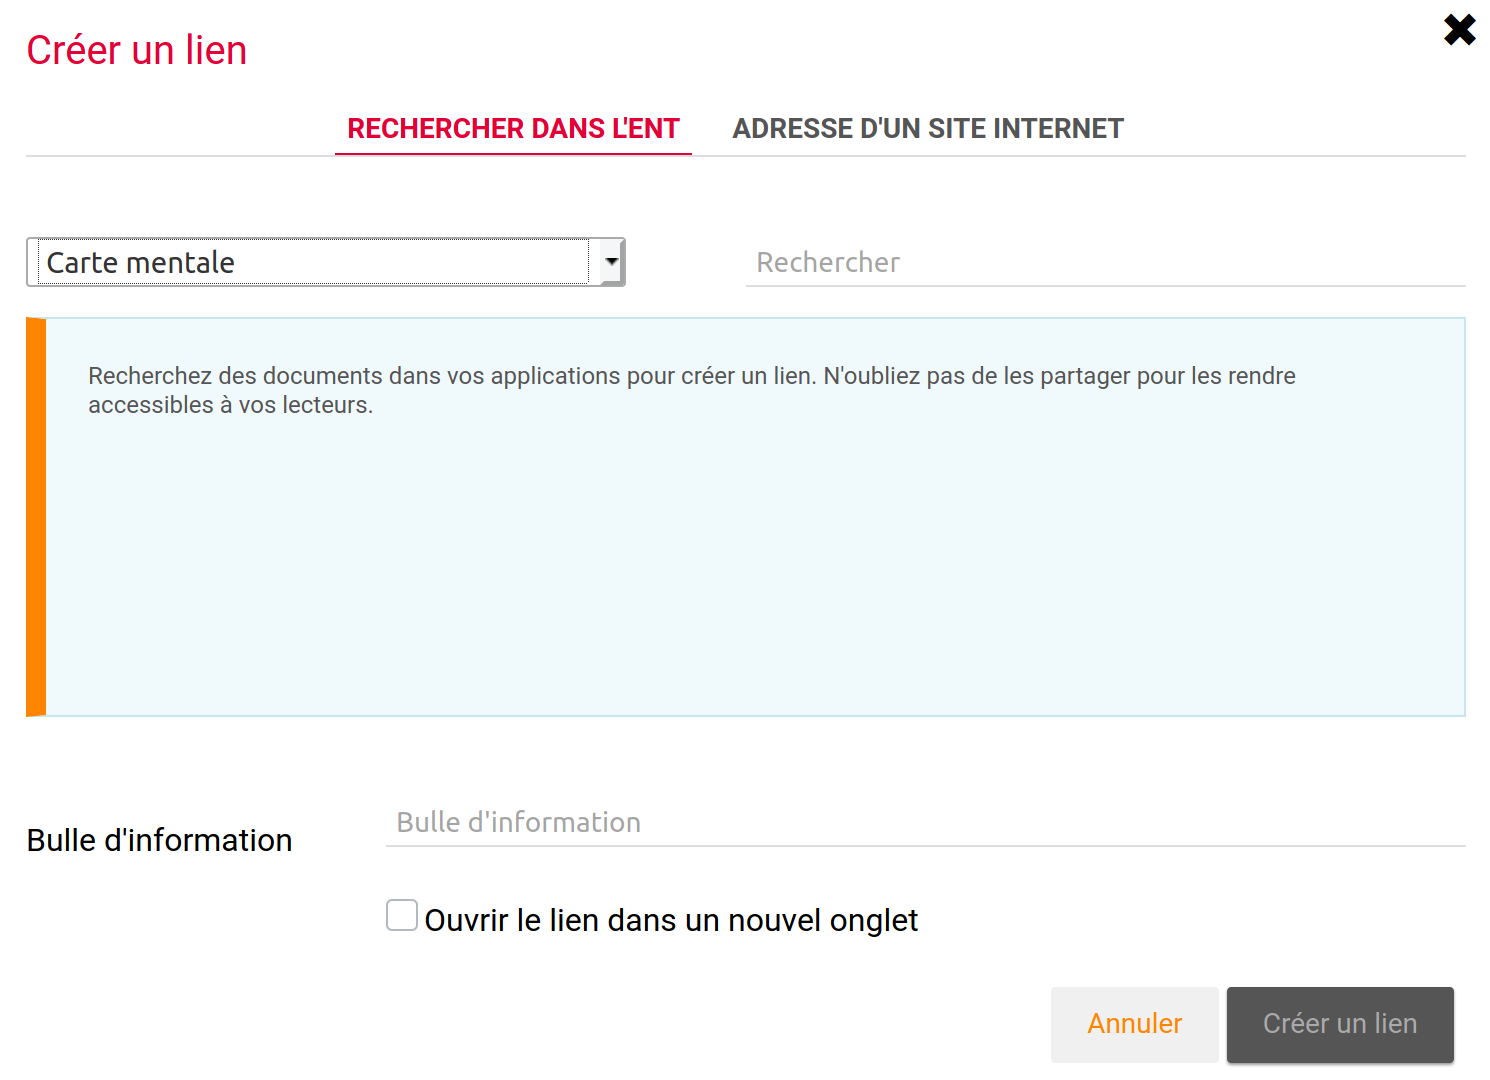 Créer un lien
RECHERCHER DANS L'ENT
ADRESSE D'UN SITE INTERNET
Carte mentale
Rechercher
Recherchez des documents dans vos applications pour créer un lien. N'oubliez pas de les partager pour les rendre
accessibles à vos lecteurs.
Bulle d'information
Bulle d'information
Ouvrir le lien dans un nouvel onglet
Annuler
Créer un lien